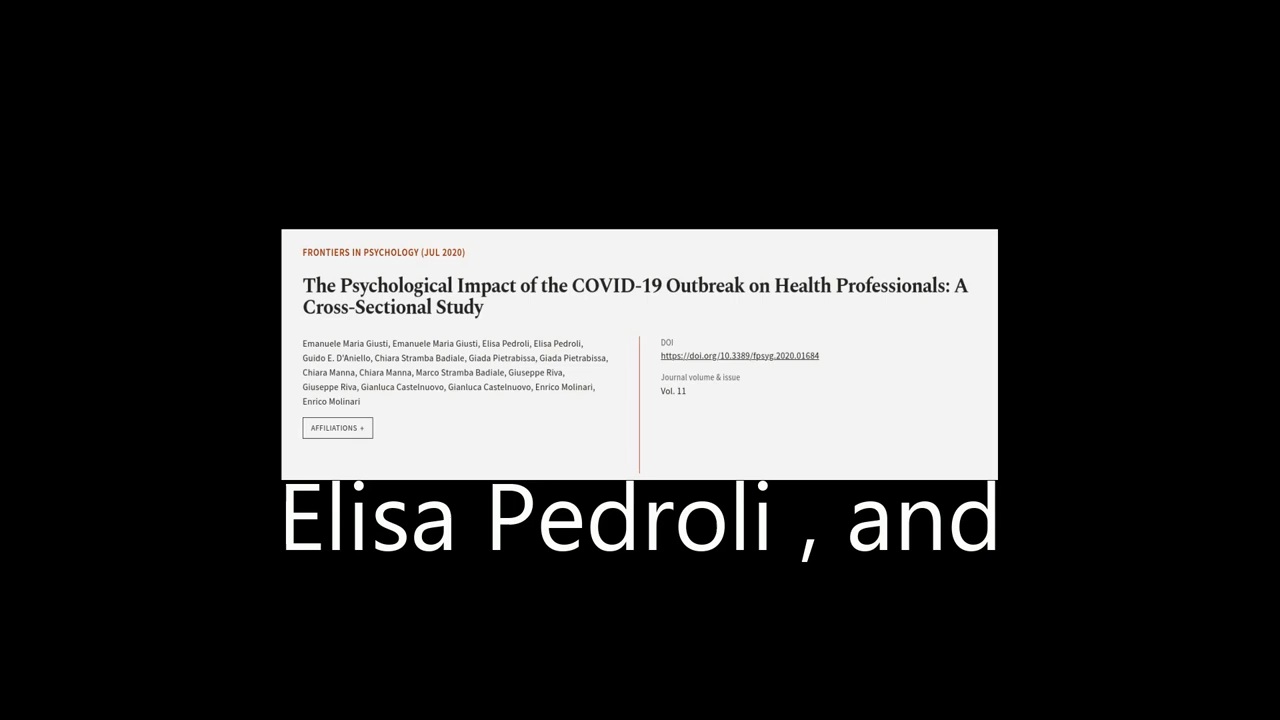 FRONTIERS IN PSYCHOLOGY (JUL 2020)
The Psychological Impact of the COVID-19 Outbreak on Health Professionals: A
Cross-Sectional Study
Emanuele Maria Giusti, Emanuele Maria Giusti, Elisa Pedroli, Elisa Pedroli,
Guido E. D'Aniello, Chiara Stramba Badiale, Giada Pietrabissa, Giada Pietrabissa,
Chiara Manna, Chiara Manna, Marco Stramba Badiale, Giuseppe Riva,
Giuseppe Riva, Gianluca Castelnuovo, Gianluca Castelnuovo, Enrico Molinari,
Enrico Molinari
AFFILIATIONS +
DOI
https://doi.org/10.3389/fpsyg.2020.01684
Journal volume & issue
Vol. 11
Elisa Pedroli , and